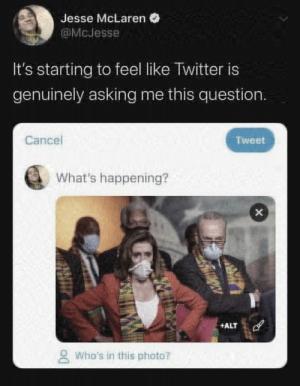 Jesse McLaren
@McJesse
It's starting to feel like Twitter is
genuinely asking me this question.
Cancel
Tweet
What's happening?
+ALT
Who's in this photo?